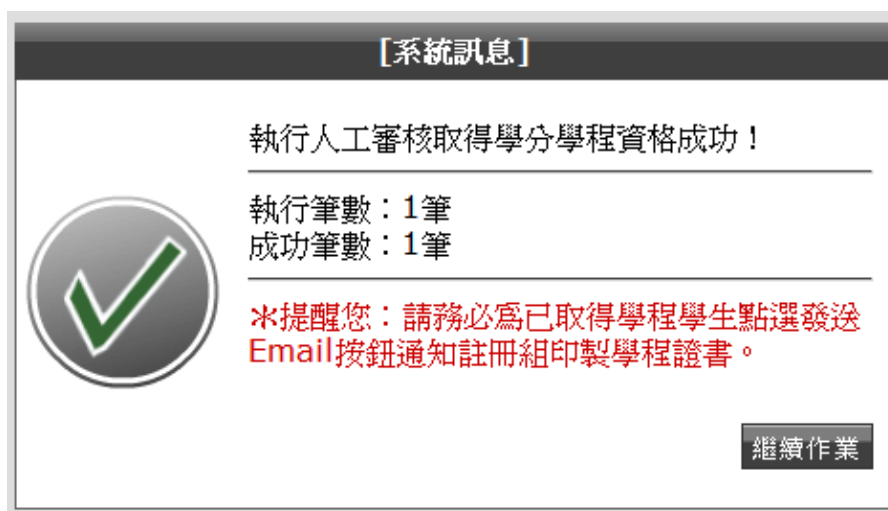 [系統訊息]
執行人工審核取得學分學程資格成功！
執行筆數：1筆
成功筆數：1筆
＊提醒您：請務必為已取得學程學生點選發送
Email按鈕通知註冊組印製學程證書。
繼續作業